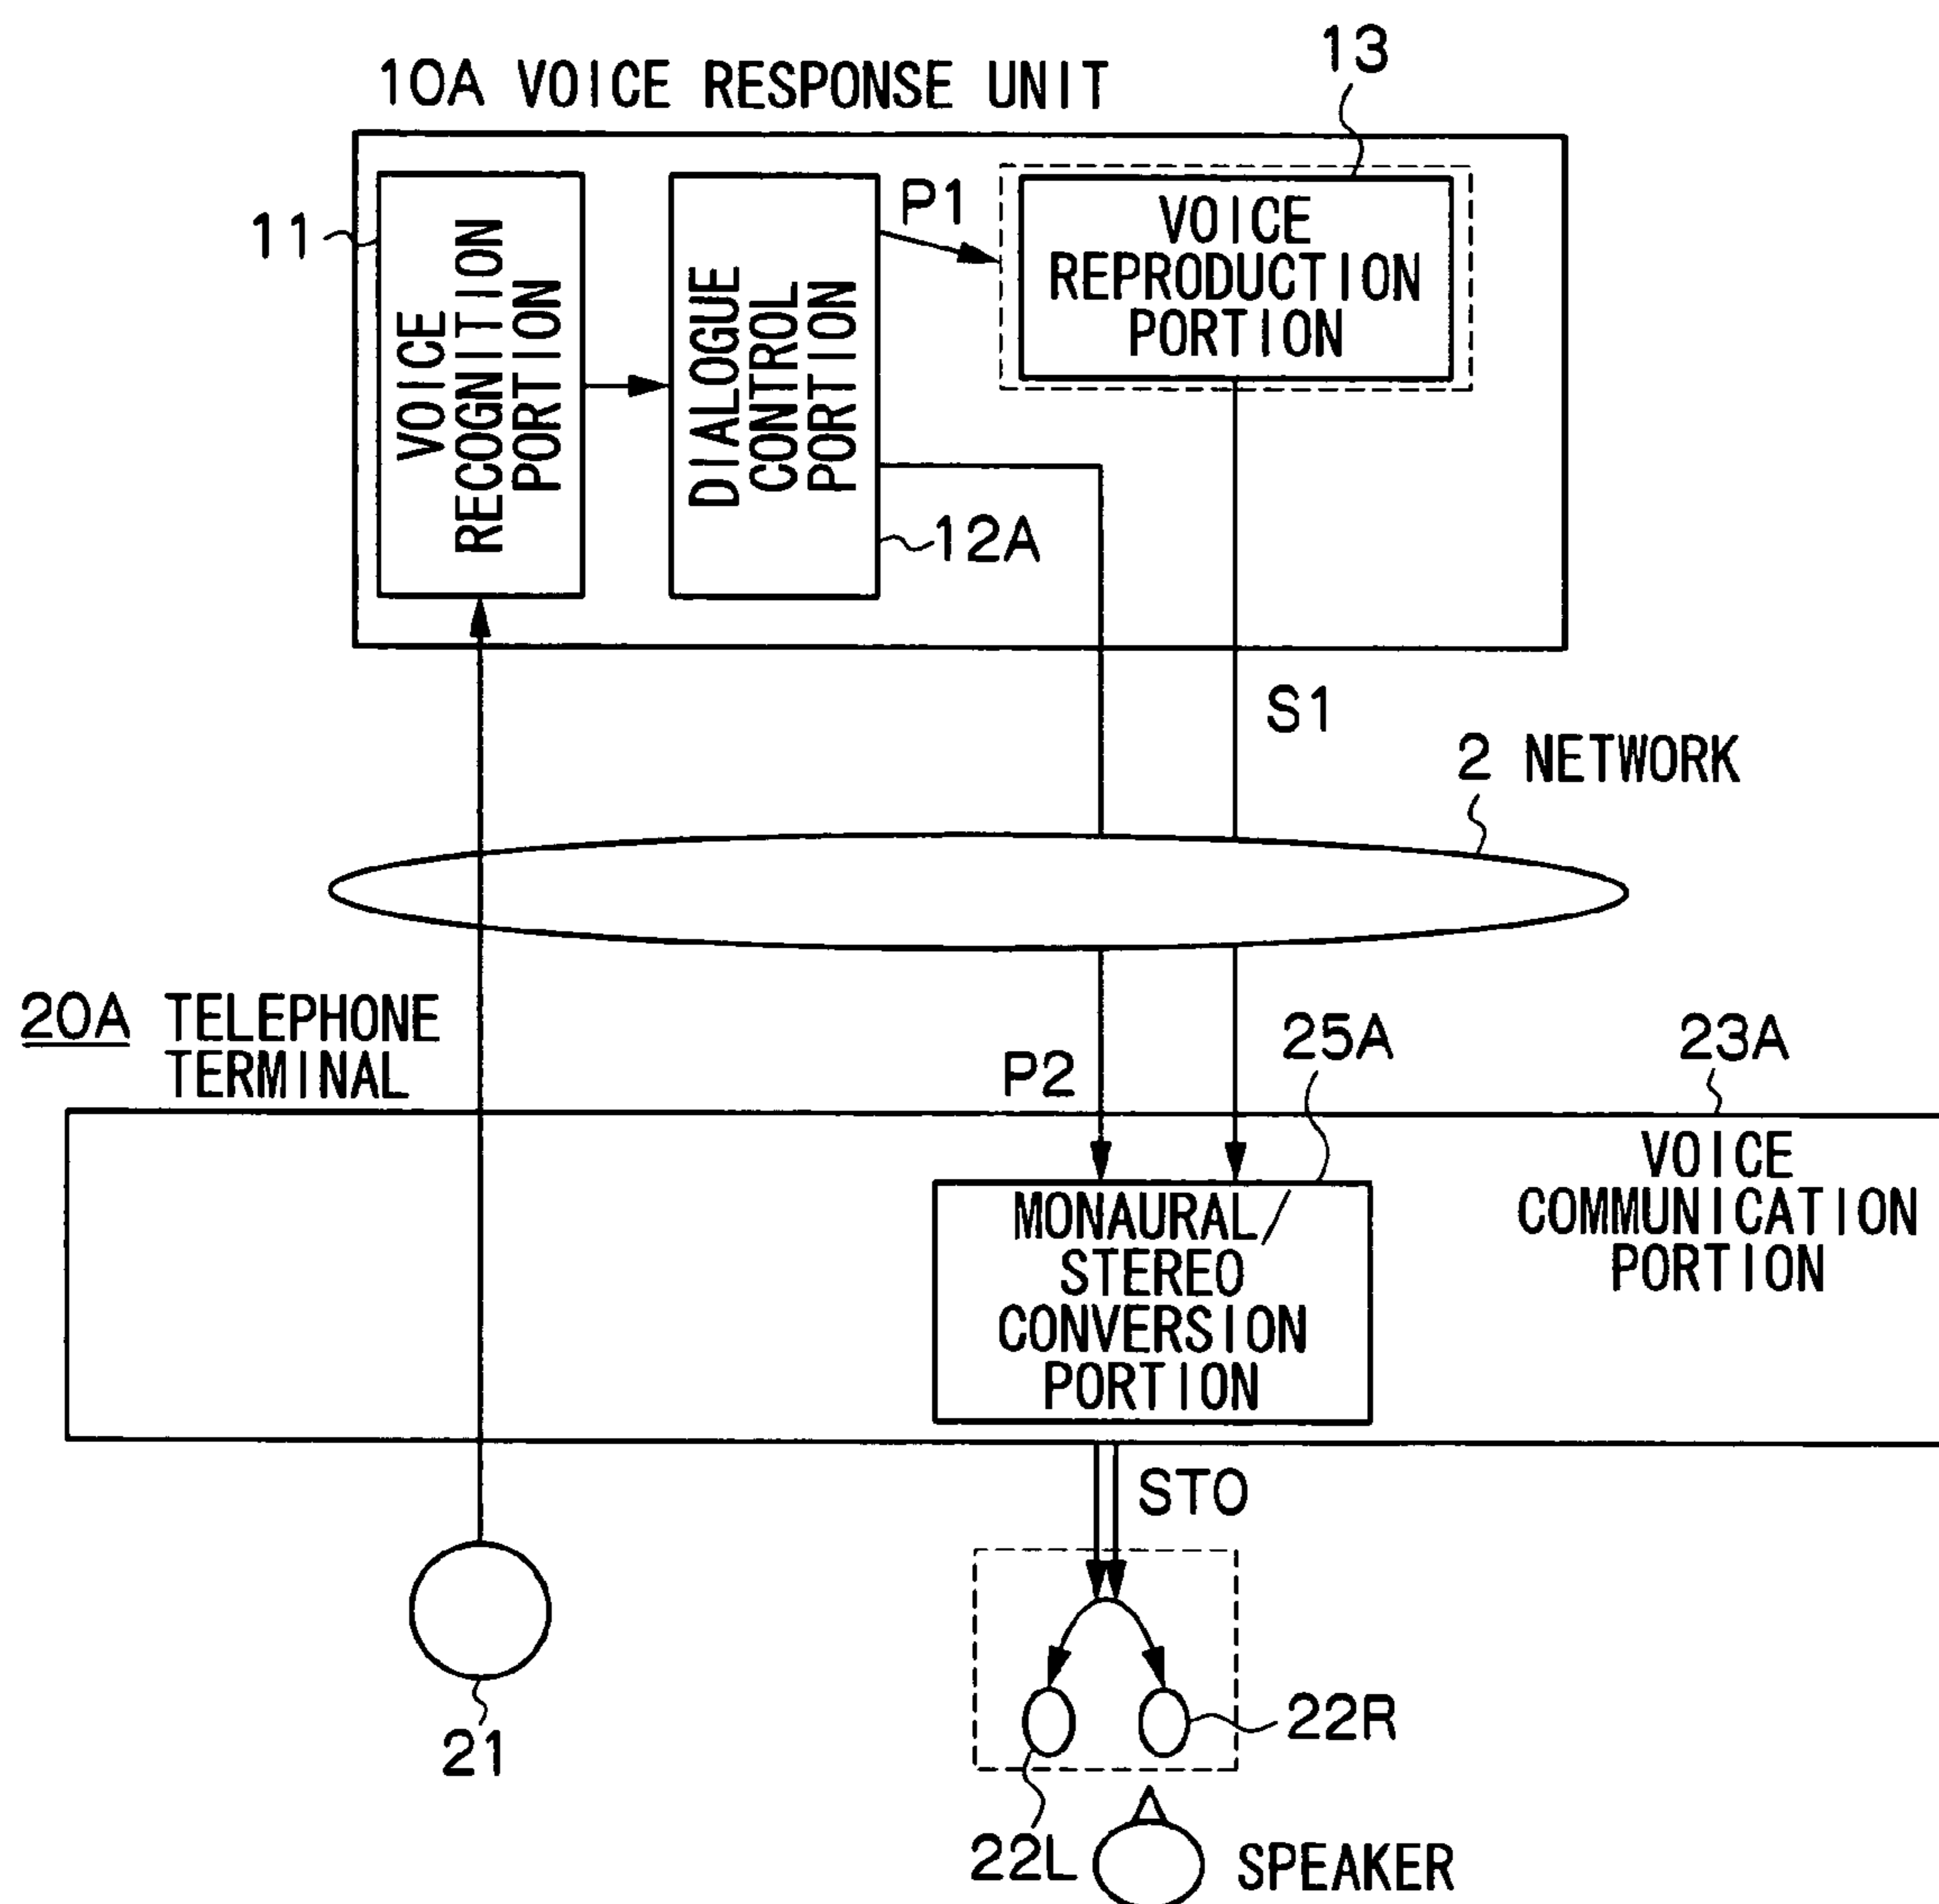 13
10A VOICE RESPONSE UNIT
11
VOICE
RECOGNITION
PORTION
DIALOGUE
CONTROL
PORTION
P1
VOICE
REPRODUCTION
PORTION
12A
S1
2 NETWORK
20A TELEPHONE
TERMINAL
P2
25A
23A
MONAURAL/
STEREO
CONVERSION
PORTION
VOICE
COMMUNICATION
PORTION
STO
21
22R
22L
SPEAKER